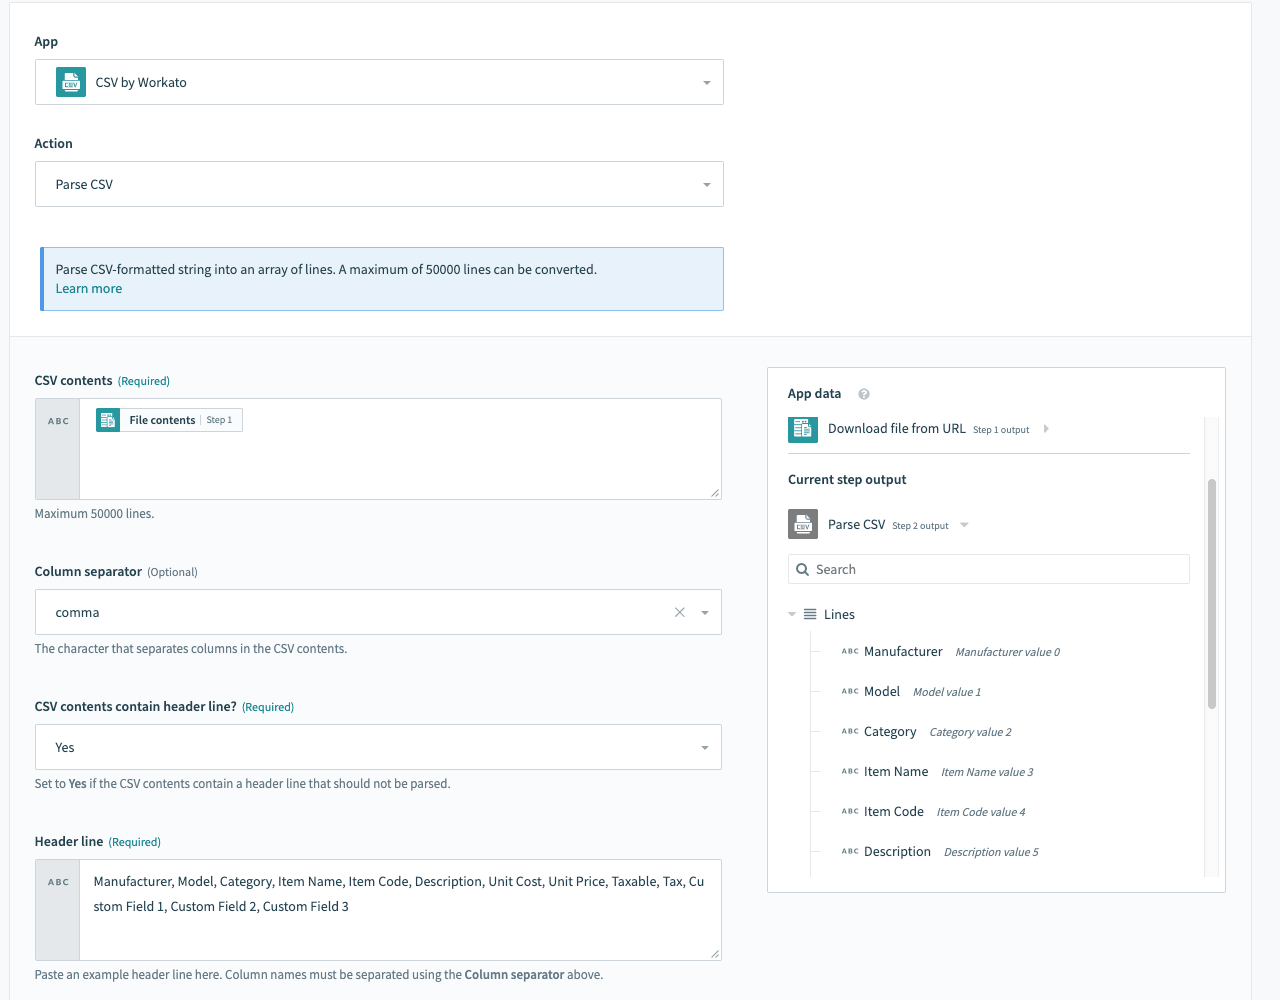 App
CSV by Workato
Action
Parse CSV
Parse CSV-formatted string into an array of lines. A maximum of 50000 lines can be converted.
Learn more
CSV contents (Required)
ABC
File contents Step 1
Maximum 50000 lines.
Column separator (Optional)
comma
The character that separates columns in the CSV contents.
CSV contents contain header line? (Required)
Yes
Set to Yes if the CSV contents contain a header line that should not be parsed.
Header line (Required)
ABC
Manufacturer, Model, Category, Item Name, Item Code, Description, Unit Cost, Unit Price, Taxable, Tax, Cu
stom Field 1, Custom Field 2, Custom Field 3
Paste an example header line here. Column names must be separated using the Column separator above.
App data ?
Download file from URL Step 1 output
Current step output
CSV
Parse CSV Step 2 output
Search
Lines
ABC Manufacturer Manufacturer value 0
ABC Model Model value 1
ABC Category Category value 2
ABC Item Name Item Name value 3
ABC Item Code Item Code value 4
ABC Description Description value 5